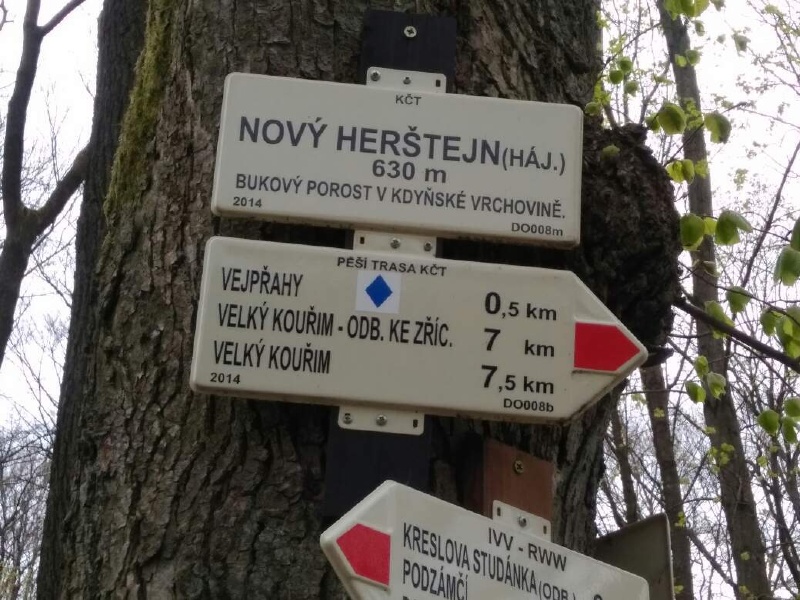 KČT
NOVÝ HERŠTEJN(HÁJ.)
630 m
BUKOVÝ POROST V KDYŇSKÉ VRCHOVINĚ.
2014 DO008m
PĚŠÍ TRASA KČT
VEJPŘAHY 0,5 km
VELKÝ KOUŘIM - ODB. KE ZŘÍC. 7 km
VELKÝ KOUŘIM 7,5 km
2014 DO008b
IVV - RWW
KRESLOVA STUDÁNKA(ODB.)
PODZÁMČÍ